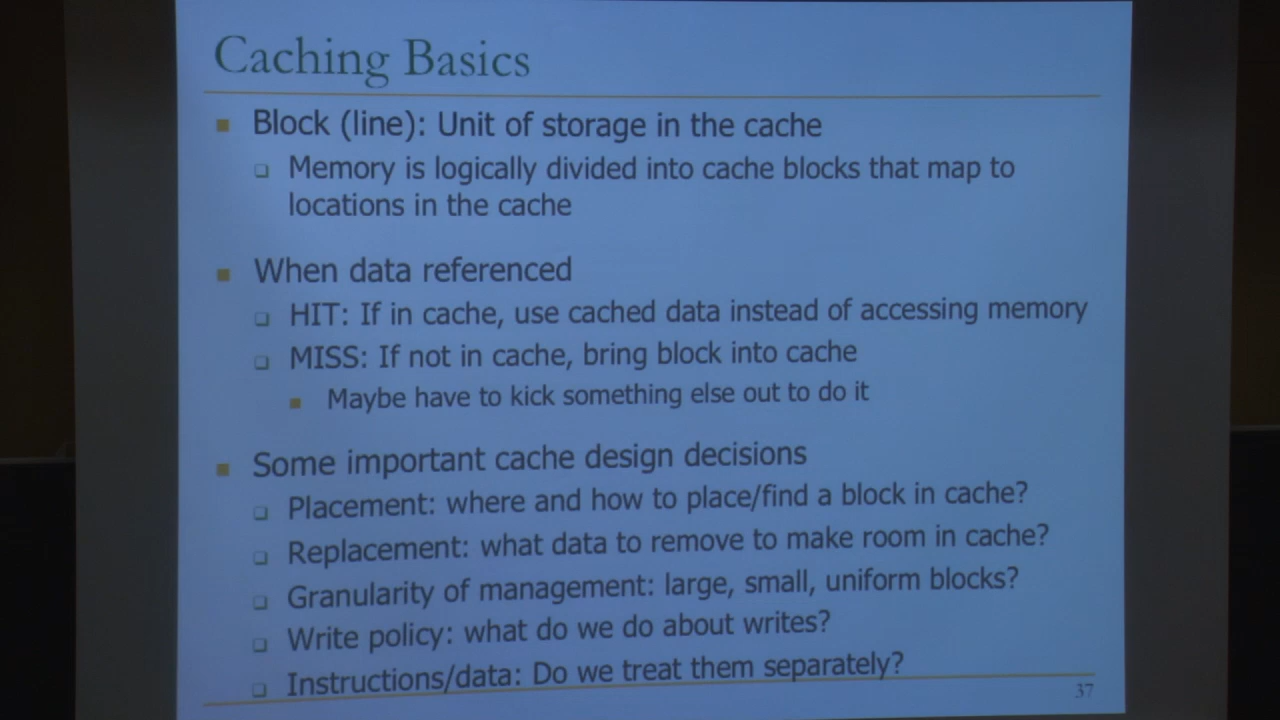 Caching Basics
Block (line): Unit of storage in the cache
Memory is logically divided into cache blocks that map to
locations in the cache
When data referenced
HIT: If in cache, use cached data instead of accessing memory
MISS: If not in cache, bring block into cache
Maybe have to kick something else out to do it
Some important cache design decisions
Placement: where and how to place/find a block in cache?
Replacement: what data to remove to make room in cache?
Granularity of management: large, small, uniform blocks?
Write policy: what do we do about writes?
Instructions/data: Do we treat them separately?
37